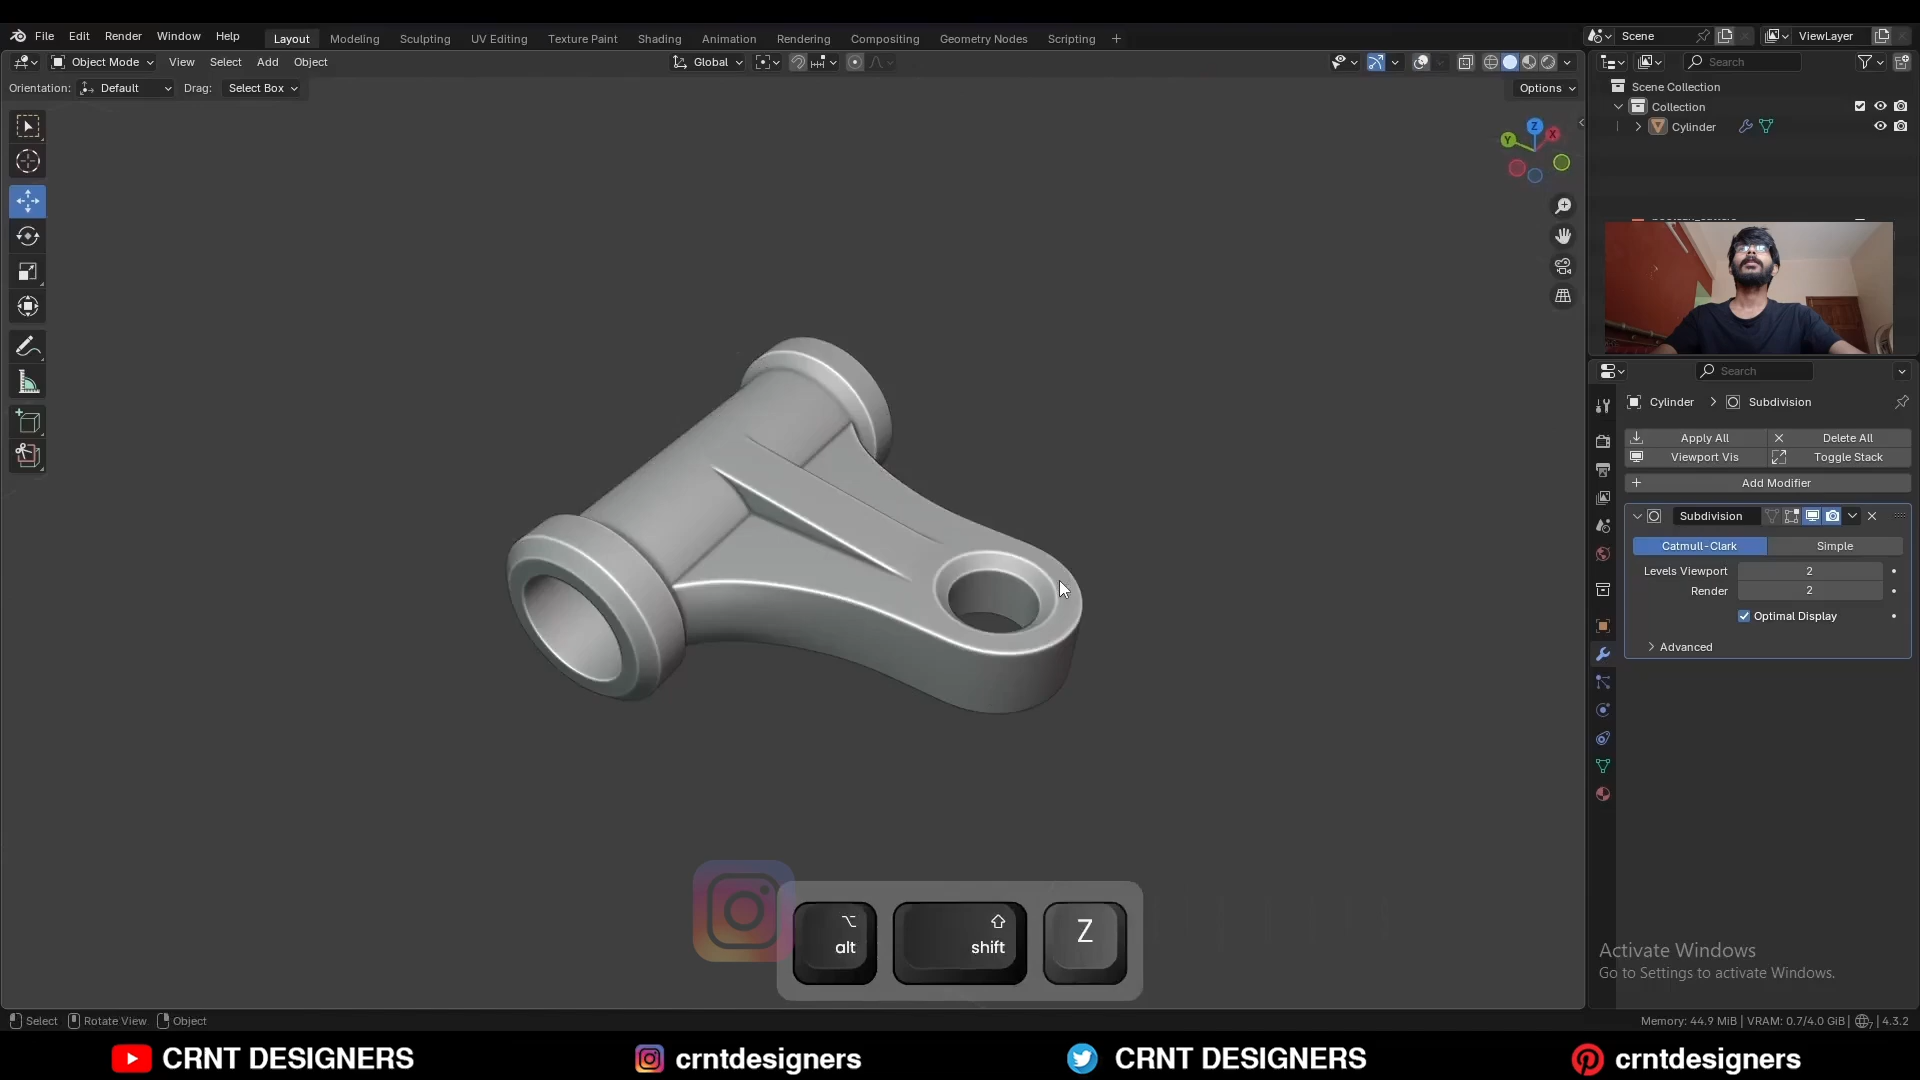 File Edit Render Window Help Layout Modeling Sculpting UV Editing Texture Paint Shading Animation Rendering Compositing Geometry Nodes Scripting + Scene ViewLayer
Object Mode View Select Add Object Global Search
Orientation: Default Drag: Select Box Options
Scene Collection
Collection
Cylinder
Z
X
Y
Search
Cylinder > Subdivision
Apply All Delete All
Viewport Vis Toggle Stack
Add Modifier
Subdivision
Catmull-Clark Simple
Levels Viewport 2
Render 2
Optimal Display
Advanced
alt shift Z
Activate Windows
Go to Settings to activate Windows.
Select Rotate View Object Memory: 44.9 MiB | VRAM: 0.7/4.0 GiB | 7 | 4.3.2
CRNT DESIGNERS crntdesigners CRNT DESIGNERS crntdesigners